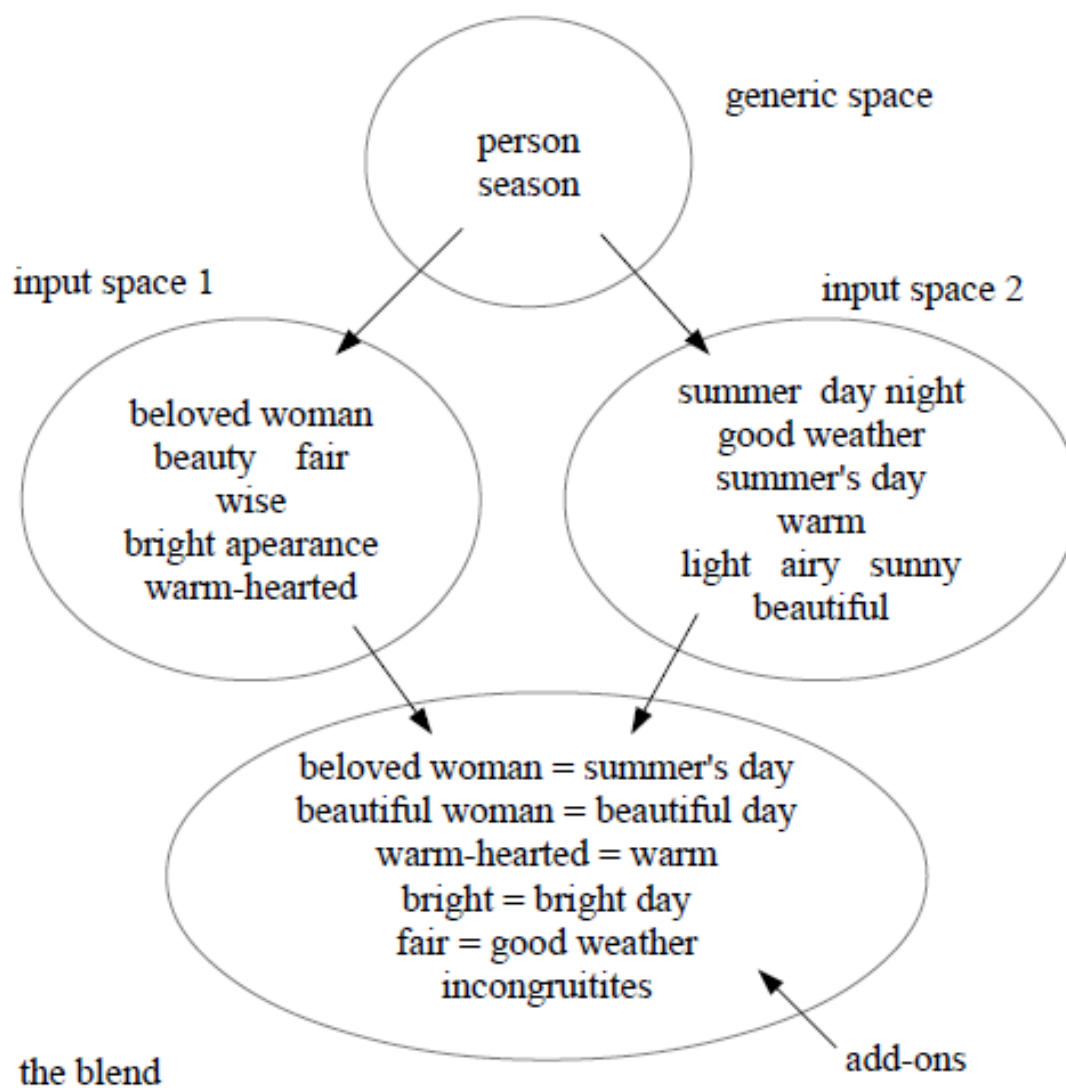 generic space
person
season
input space 1
input space 2
beloved woman
beauty fair
wise
bright apearance
warm-hearted
summer day night
good weather
summer's day
warm
light airy sunny
beautiful
beloved woman = summer's day
beautiful woman = beautiful day
warm-hearted = warm
bright = bright day
fair = good weather
incongruitites
add-ons
the blend